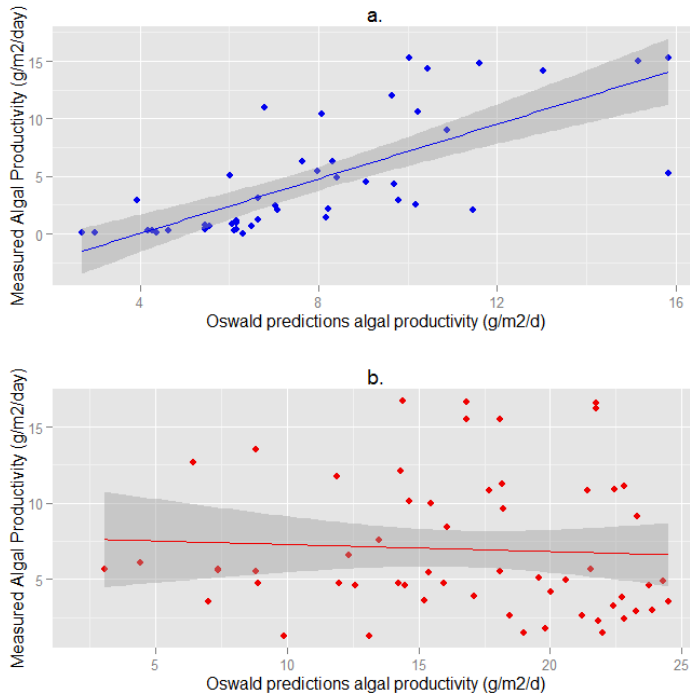 a.
Measured Algal Productivity (g/m2/day)
15
10
5
0
4
8
12
16
Oswald predictions algal productivity (g/m2/d)
b.
Measured Algal Productivity (g/m2/day)
15
10
5
5
10
15
20
25
Oswald predictions algal productivity (g/m2/d)